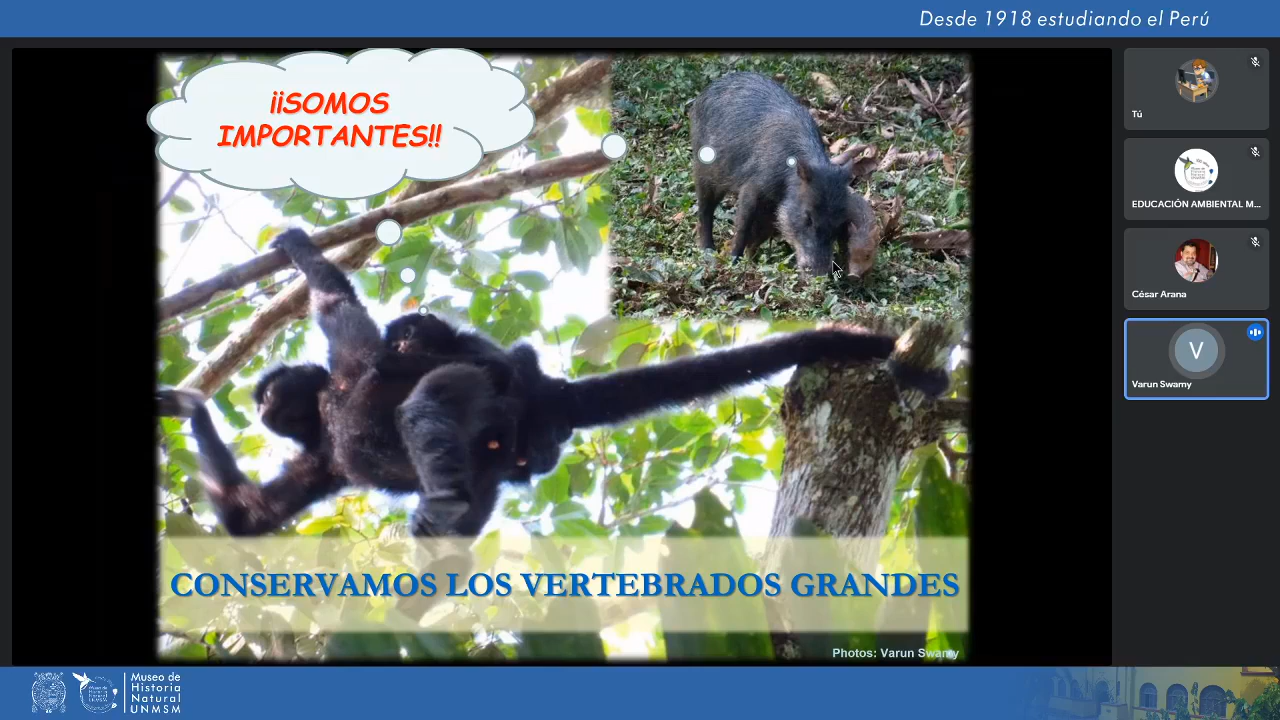 Desde 1918 estudiando el Perú
¡¡SOMOS
IMPORTANTES!!
CONSERVAMOS LOS VERTEBRADOS GRANDES
Photos: Varun Swamy
Tú
EDUCACIÓN AMBIENTAL M...
César Arana
V
Varun Swamy
Museo de
Historia
Natural
UNMSM